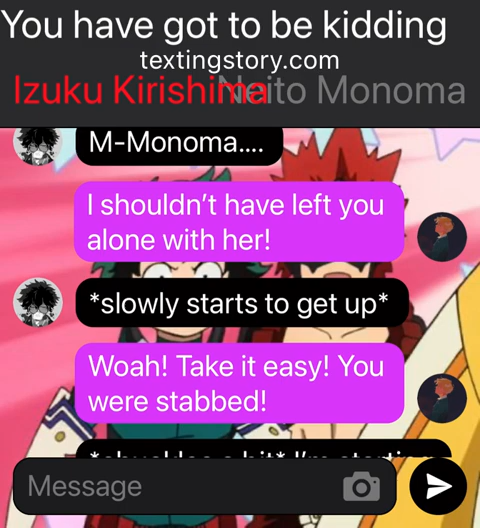 You have got to be kidding
textingstory.com
Izuku Kirishima Neito Monoma
M-Monoma....
I shouldn't have left you
alone with her!
*slowly starts to get up*
Woah! Take it easy! You
were stabbed!
Message